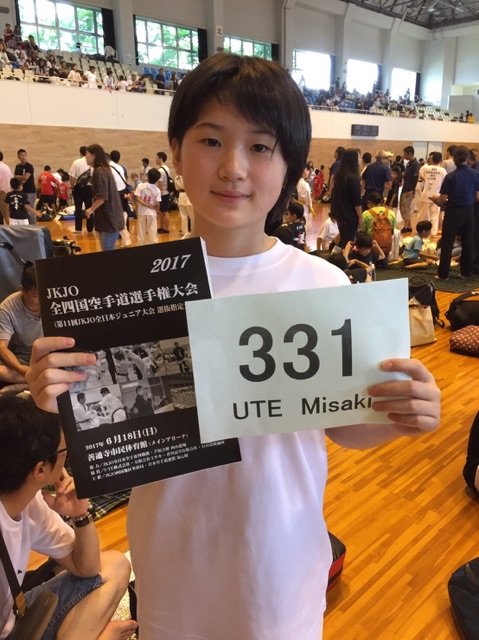 2017
JKJO
全四国空手道選手権大会
（第11回JKJO全日本ジュニア大会 選抜指定
2017年 6月18日(日)
善通寺市民体育館（メインアリーナ）
331
UTE Misaki